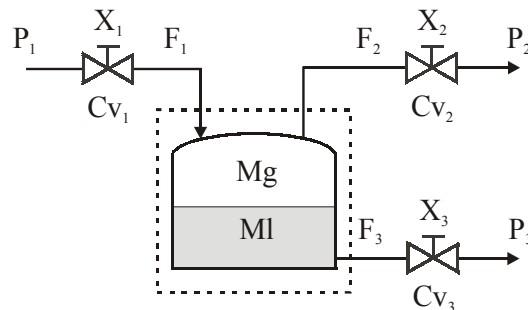 P₁ X₁ F₁ F₂ X₂ P₂
Cv₁ Cv₂
Mg
Ml F₃ X₃ P₃
Cv₃